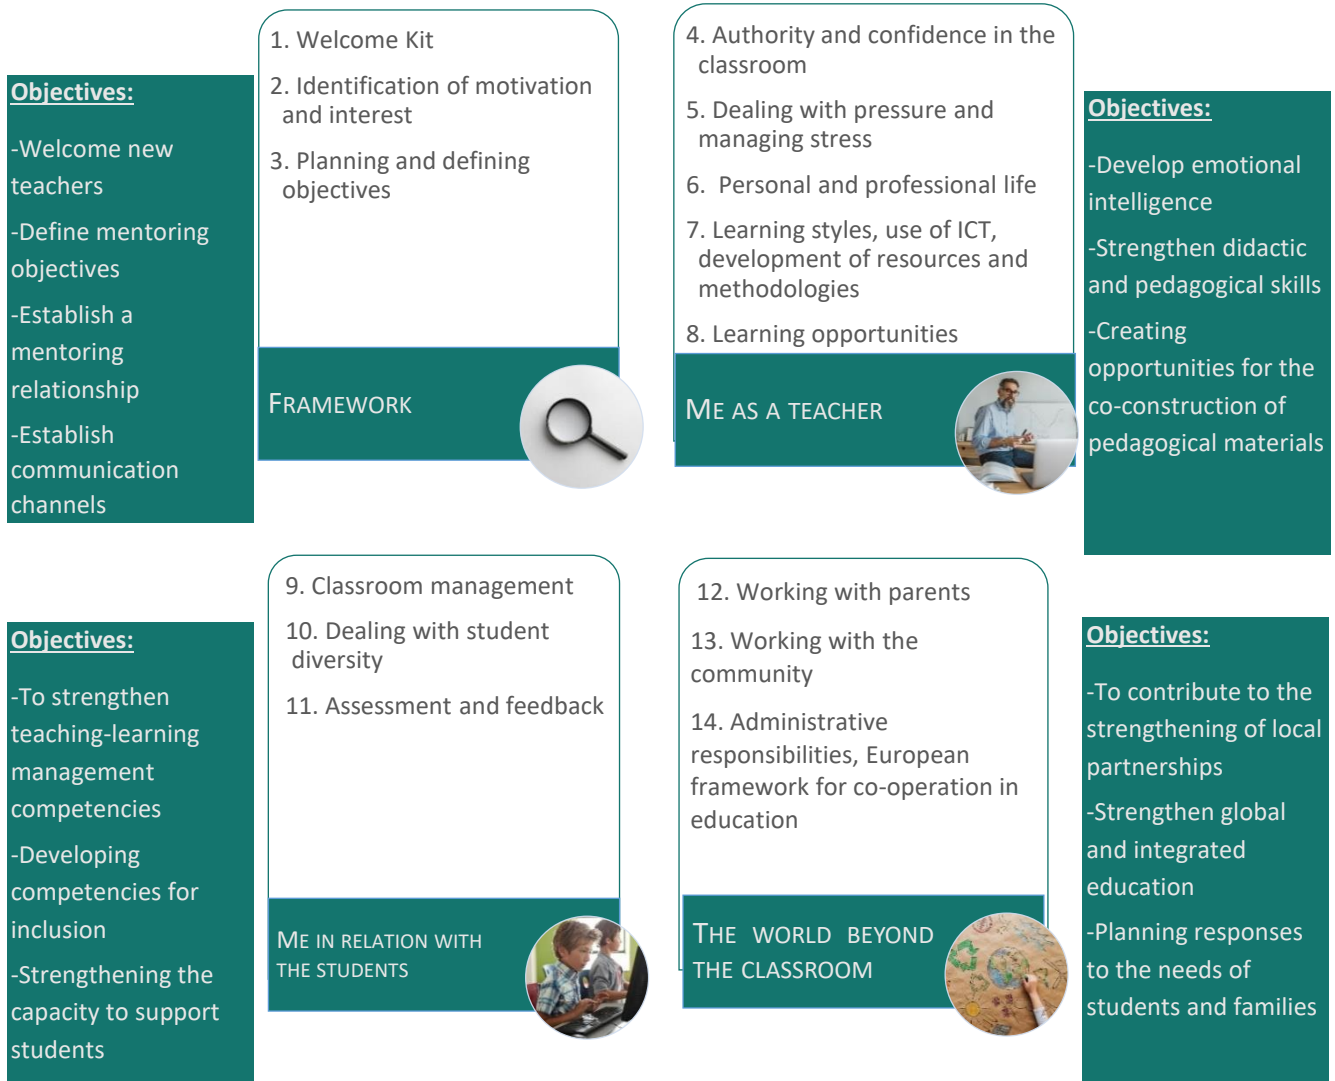 Objectives:
-Welcome new
teachers
-Define mentoring
objectives
-Establish a
mentoring
relationship
-Establish
communication
channels
1. Welcome Kit
2. Identification of motivation
and interest
3. Planning and defining
objectives
FRAMEWORK
4. Authority and confidence in the
classroom
5. Dealing with pressure and
managing stress
6. Personal and professional life
7. Learning styles, use of ICT,
development of resources and
methodologies
8. Learning opportunities
ME AS A TEACHER
Objectives:
-Develop emotional
intelligence
-Strengthen didactic
and pedagogical skills
-Creating
opportunities for the
co-construction of
pedagogical materials
Objectives:
-To strengthen
teaching-learning
management
competencies
-Developing
competencies for
inclusion
-Strengthening the
capacity to support
students
9. Classroom management
10. Dealing with student
diversity
11. Assessment and feedback
ME IN RELATION WITH
THE STUDENTS
12. Working with parents
13. Working with the
community
14. Administrative
responsibilities, European
framework for co-operation in
education
THE WORLD BEYOND
THE CLASSROOM
Objectives:
-To contribute to the
strengthening of local
partnerships
-Strengthen global
and integrated
education
-Planning responses
to the needs of
students and families